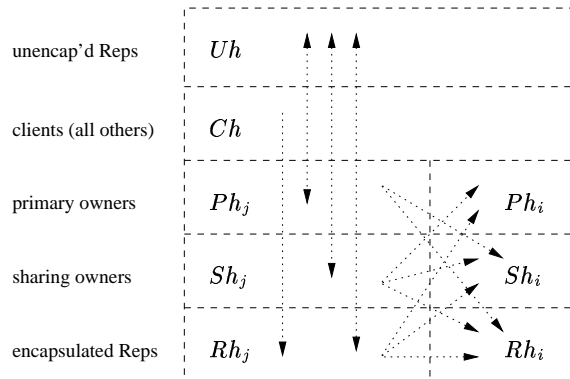 unencap'd Reps Uh
clients (all others) Ch
primary owners Ph_j Ph_i
sharing owners Sh_j Sh_i
encapsulated Reps Rh_j Rh_i